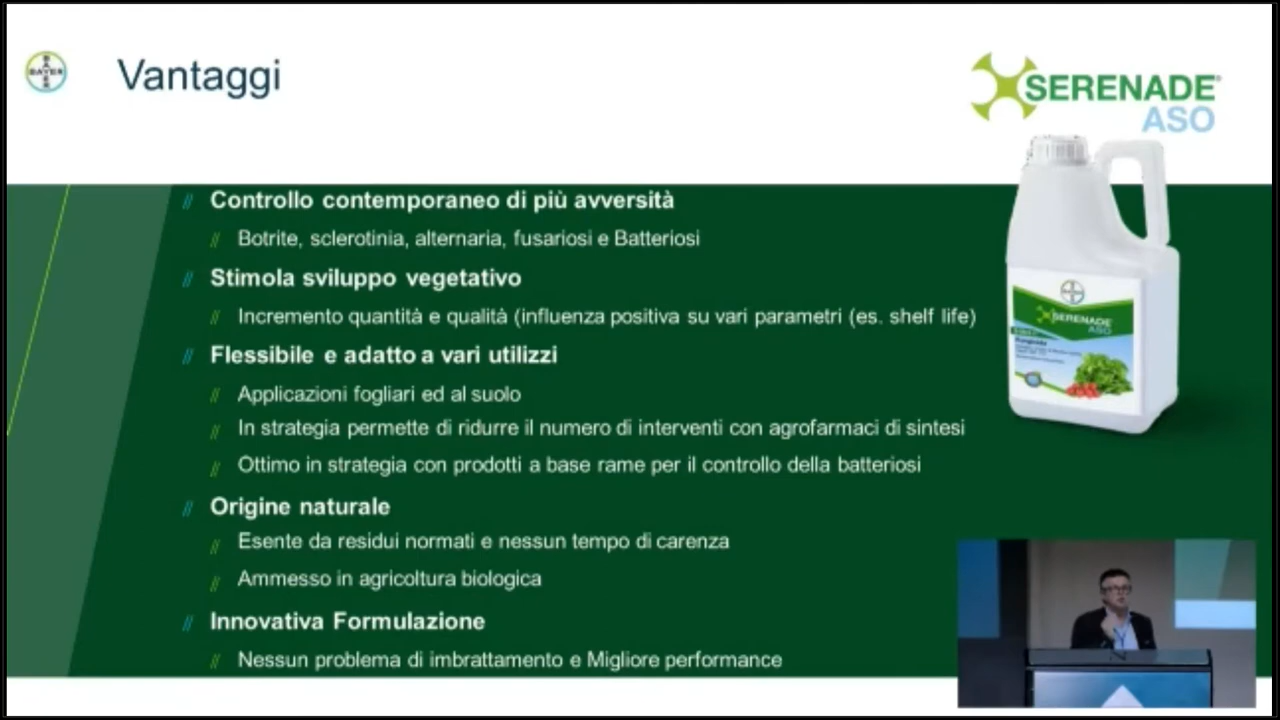 BAYER
Vantaggi
SERENADE
ASO
Controllo contemporaneo di più avversità
Botrite, sclerotinia, alternaria, fusariosi e Batteriosi
Stimola sviluppo vegetativo
Incremento quantità e qualità (influenza positiva su vari parametri (es. shelf life)
Flessibile e adatto a vari utilizzi
Applicazioni fogliari ed al suolo
In strategia permette di ridurre il numero di interventi con agrofarmaci di sintesi
Ottimo in strategia con prodotti a base rame per il controllo della batteriosi
Origine naturale
Esente da residui normati e nessun tempo di carenza
Ammesso in agricoltura biologica
Innovativa Formulazione
Nessun problema di imbrattamento e Migliore performance
SERENADE
ASO
Fungicida